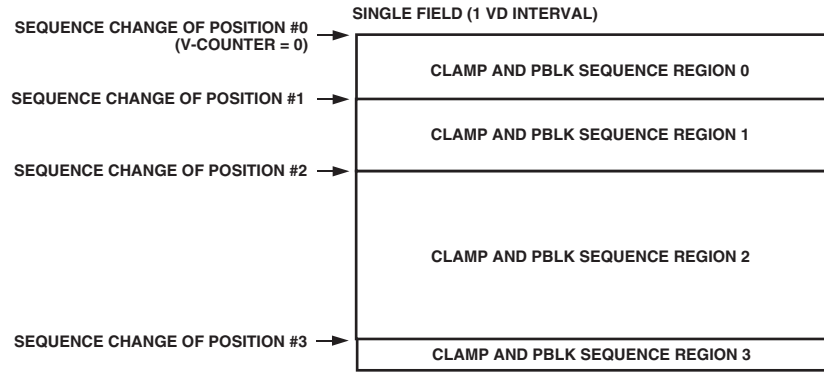 SINGLE FIELD (1 VD INTERVAL)
SEQUENCE CHANGE OF POSITION #0
(V-COUNTER = 0)
CLAMP AND PBLK SEQUENCE REGION 0
SEQUENCE CHANGE OF POSITION #1
CLAMP AND PBLK SEQUENCE REGION 1
SEQUENCE CHANGE OF POSITION #2
CLAMP AND PBLK SEQUENCE REGION 2
SEQUENCE CHANGE OF POSITION #3
CLAMP AND PBLK SEQUENCE REGION 3